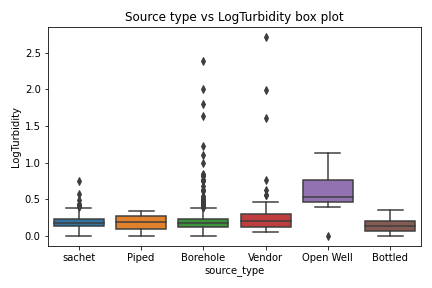 Source type vs LogTurbidity box plot
LogTurbidity
2.5
2.0
1.5
1.0
0.5
0.0
sachet Piped Borehole Vendor Open Well Bottled
source_type